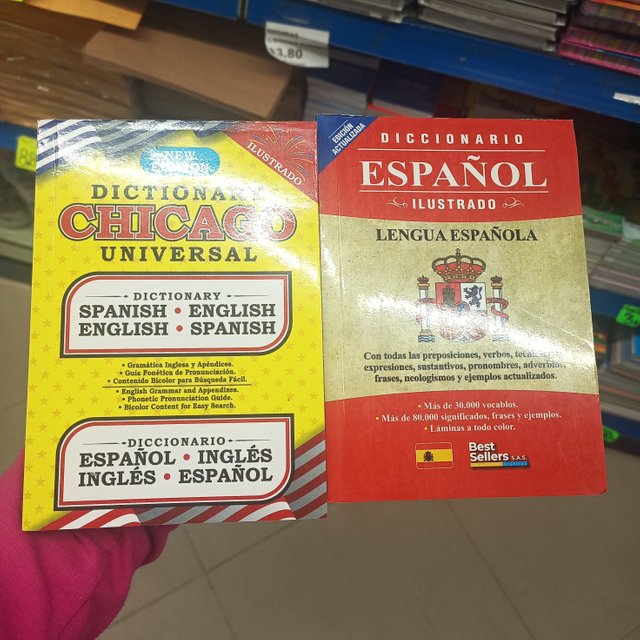 $3.80
NEW
DICTIONARY
CHICAGO
UNIVERSAL
ILUSTRADO
DICTIONARY
SPANISH • ENGLISH
ENGLISH • SPANISH
• Gramática Inglesa y Apéndices.
• Guía Fonética de Pronunciación.
• Contenido Bicolor para Búsqueda Fácil.
• English Grammar and Appendixes.
• Phonetic Pronunciation Guide.
• Bicolor Content for Easy Search.
DICCIONARIO
ESPAÑOL • INGLÉS
INGLÉS • ESPAÑOL
EDICIÓN
ACTUALIZADA
DICCIONARIO
ESPAÑOL
ILUSTRADO
LENGUA ESPAÑOLA
Con todas las preposiciones, verbos,
expresiones, sustantivos, pronombres, adverbios,
frases, neologismos y ejemplos actualizados.
• Más de 30.000 vocablos.
• Más de 80.000 significados, frases y ejemplos.
• Láminas a todo color.
Best
Sellers S.A.S.